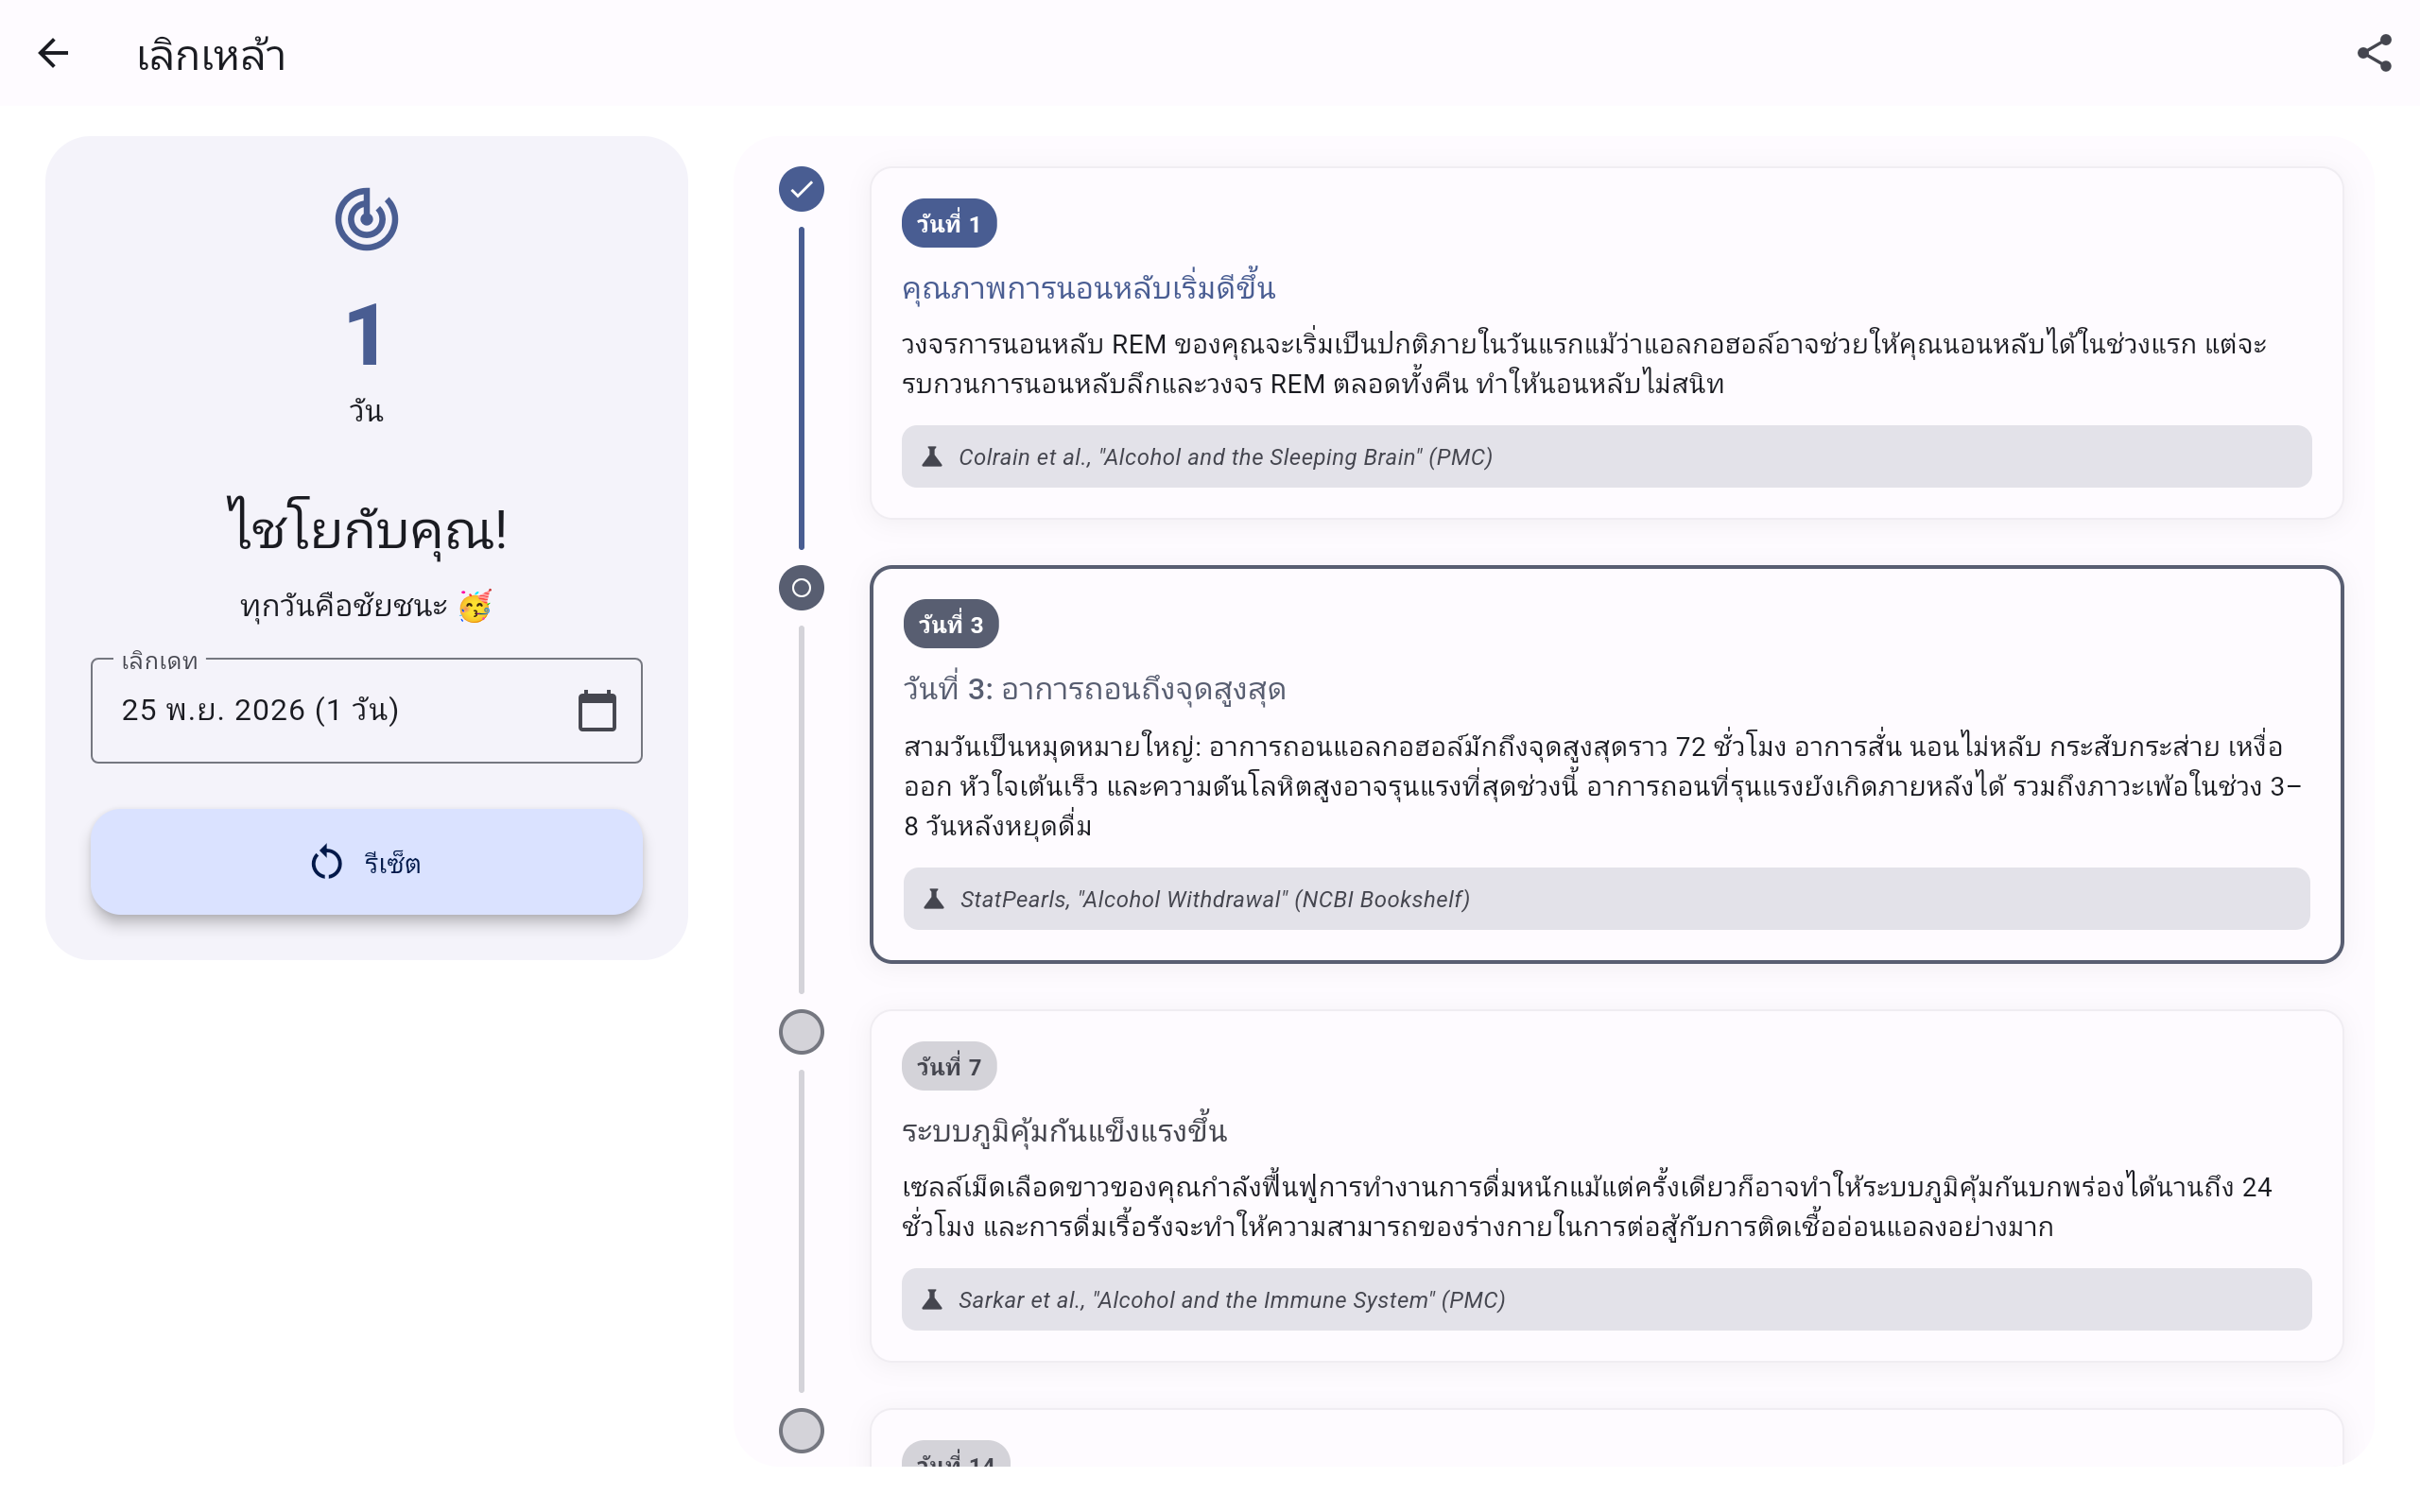 เลิกเหล้า
1
วัน
ไชโยกับคุณ!
ทุกวันคือชัยชนะ 🥳
เลิกเดท
25 พ.ย. 2026 (1 วัน)
รีเซ็ต
วันที่ 1
คุณภาพการนอนหลับเริ่มดีขึ้น
วงจรการนอนหลับ REM ของคุณจะเริ่มเป็นปกติภายในวันแรกแม้ว่าแอลกอฮอล์อาจช่วยให้คุณนอนหลับได้ในช่วงแรก แต่จะ
รบกวนการนอนหลับลึกและวงจร REM ตลอดทั้งคืน ทำให้นอนหลับไม่สนิท
Colrain et al., "Alcohol and the Sleeping Brain" (PMC)
วันที่ 3
วันที่ 3: อาการถอนถึงจุดสูงสุด
สามวันเป็นหมุดหมายใหญ่: อาการถอนแอลกอฮอล์มักถึงจุดสูงสุดราว 72 ชั่วโมง อาการสั่น นอนไม่หลับ กระสับกระส่าย เหงื่อ
ออก หัวใจเต้นเร็ว และความดันโลหิตสูงอาจรุนแรงที่สุดช่วงนี้ อาการถอนที่รุนแรงยังเกิดภายหลังได้ รวมถึงภาวะเพ้อในช่วง 3–
8 วันหลังหยุดดื่ม
StatPearls, "Alcohol Withdrawal" (NCBI Bookshelf)
วันที่ 7
ระบบภูมิคุ้มกันแข็งแรงขึ้น
เซลล์เม็ดเลือดขาวของคุณกำลังฟื้นฟูการทำงานการดื่มหนักแม้แต่ครั้งเดียวก็อาจทำให้ระบบภูมิคุ้มกันบกพร่องได้นานถึง 24
ชั่วโมง และการดื่มเรื้อรังจะทำให้ความสามารถของร่างกายในการต่อสู้กับการติดเชื้ออ่อนแอลงอย่างมาก
Sarkar et al., "Alcohol and the Immune System" (PMC)
วันที่ 14